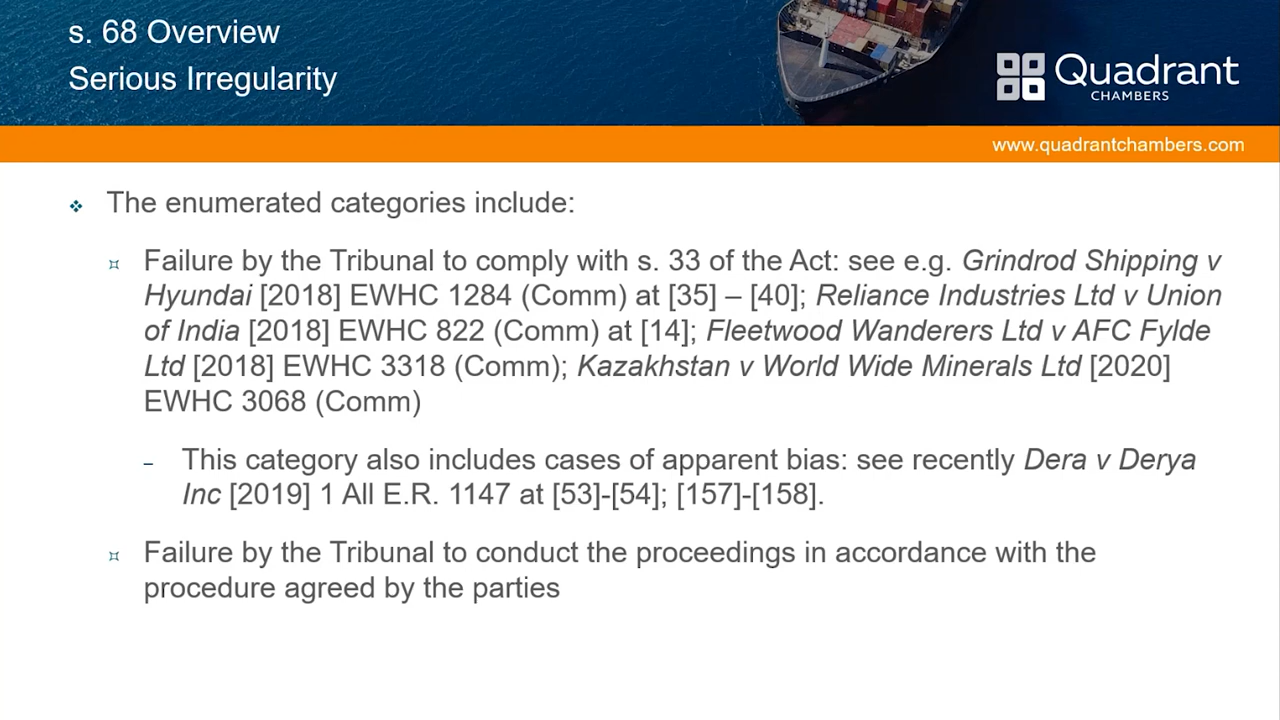 s. 68 Overview
Serious Irregularity
Quadrant
CHAMBERS
www.quadrantchambers.com
The enumerated categories include:
Failure by the Tribunal to comply with s. 33 of the Act: see e.g. Grindrod Shipping v
Hyundai [2018] EWHC 1284 (Comm) at [35] – [40]; Reliance Industries Ltd v Union
of India [2018] EWHC 822 (Comm) at [14]; Fleetwood Wanderers Ltd v AFC Fylde
Ltd [2018] EWHC 3318 (Comm); Kazakhstan v World Wide Minerals Ltd [2020]
EWHC 3068 (Comm)
– This category also includes cases of apparent bias: see recently Dera v Derya
Inc [2019] 1 All E.R. 1147 at [53]-[54]; [157]-[158].
Failure by the Tribunal to conduct the proceedings in accordance with the
procedure agreed by the parties